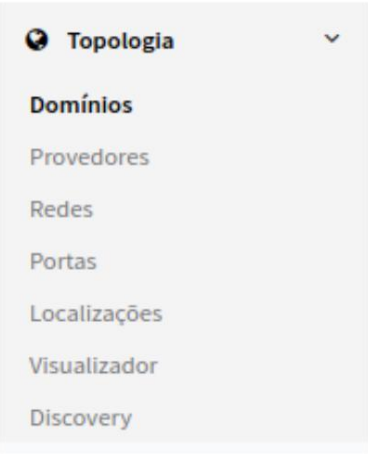 Topologia
Domínios
Provedores
Redes
Portas
Localizações
Visualizador
Discovery